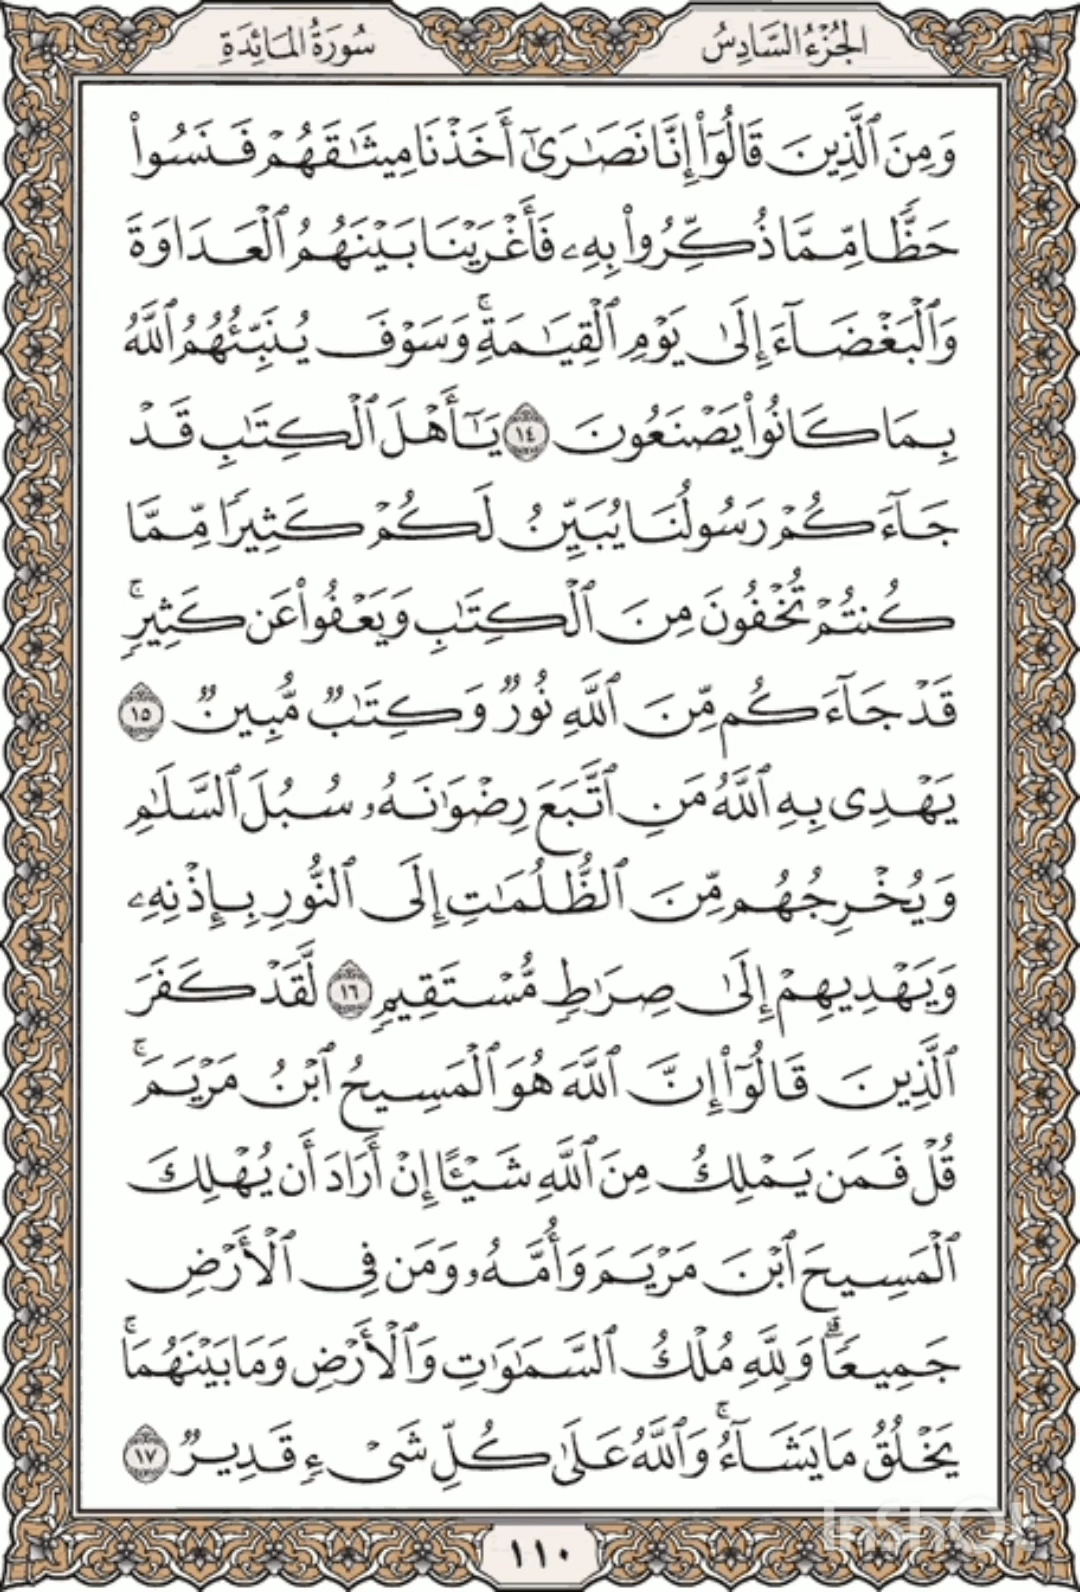 الجُزْءُ السَّادِسُ
سُورَةُ المَائِدَةِ
وَمِنَ ٱلَّذِينَ قَالُوٓاْ إِنَّا نَصَٰرَىٰٓ أَخَذۡنَا مِيثَٰقَهُمۡ فَنَسُواْ
حَظّٗا مِّمَّا ذُكِّرُواْ بِهِۦ فَأَغۡرَيۡنَا بَيۡنَهُمُ ٱلۡعَدَاوَةَ
وَٱلۡبَغۡضَآءَ إِلَىٰ يَوۡمِ ٱلۡقِيَٰمَةِۚ وَسَوۡفَ يُنَبِّئُهُمُ ٱللَّهُ
بِمَا كَانُواْ يَصۡنَعُونَ ١٤ يَٰٓأَهۡلَ ٱلۡكِتَٰبِ قَدۡ
جَآءَكُمۡ رَسُولُنَا يُبَيِّنُ لَكُمۡ كَثِيرٗا مِّمَّا
كُنتُمۡ تُخۡفُونَ مِنَ ٱلۡكِتَٰبِ وَيَعۡفُواْ عَن كَثِيرٖۚ
قَدۡ جَآءَكُم مِّنَ ٱللَّهِ نُورٞ وَكِتَٰبٞ مُّبِينٞ ١٥
يَهۡدِي بِهِ ٱللَّهُ مَنِ ٱتَّبَعَ رِضۡوَٰنَهُۥ سُبُلَ ٱلسَّلَٰمِ
وَيُخۡرِجُهُم مِّنَ ٱلظُّلُمَٰتِ إِلَى ٱلنُّورِ بِإِذۡنِهِۦ
وَيَهۡدِيهِمۡ إِلَىٰ صِرَٰطٖ مُّسۡتَقِيمٖ ١٦ لَّقَدۡ كَفَرَ
ٱلَّذِينَ قَالُوٓاْ إِنَّ ٱللَّهَ هُوَ ٱلۡمَسِيحُ ٱبۡنُ مَرۡيَمَۚ
قُلۡ فَمَن يَمۡلِكُ مِنَ ٱللَّهِ شَيۡـًٔا إِنۡ أَرَادَ أَن يُهۡلِكَ
ٱلۡمَسِيحَ ٱبۡنَ مَرۡيَمَ وَأُمَّهُۥ وَمَن فِي ٱلۡأَرۡضِ
جَمِيعٗاۗ وَلِلَّهِ مُلۡكُ ٱلسَّمَٰوَٰتِ وَٱلۡأَرۡضِ وَمَا بَيۡنَهُمَاۚ
يَخۡلُقُ مَا يَشَآءُۚ وَٱللَّهُ عَلَىٰ كُلِّ شَيۡءٖ قَدِيرٞ ١٧
InShOt
١١٠